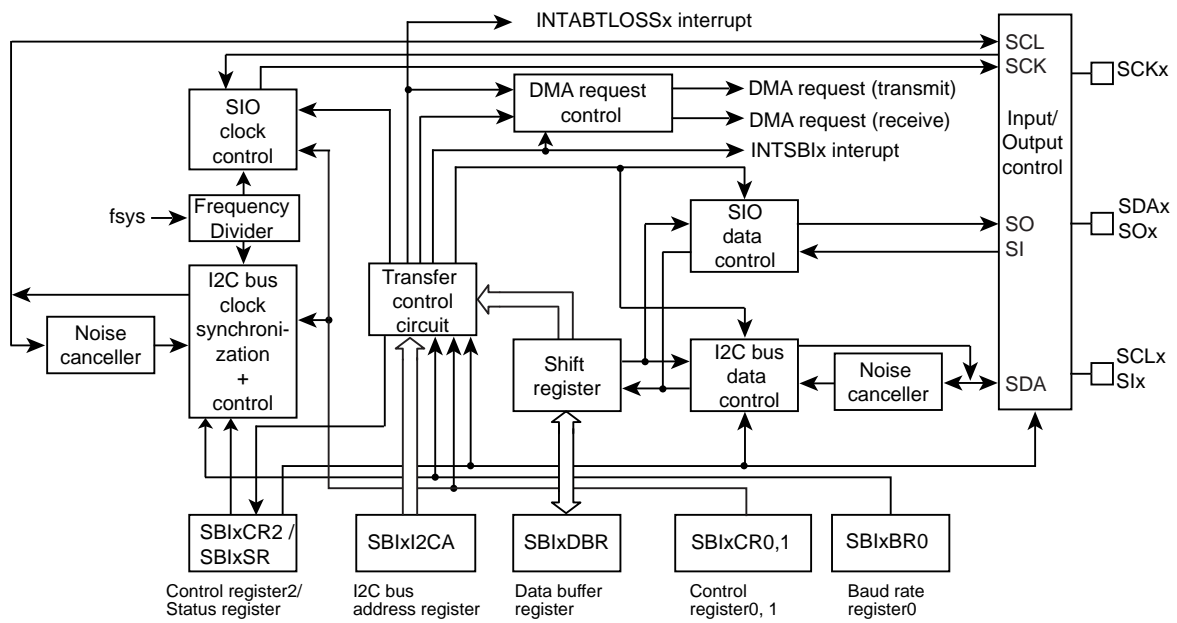 INTABTLOSSx interrupt
SCL
SCK
SCKx
SIO
clock
control
DMA request
control
DMA request (transmit)
DMA request (receive)
INTSBIx interupt
Input/
Output
control
fsys
Frequency
Divider
SIO
data
control
SO
SI
SDAx
SOx
I2C bus
clock
synchroni-
zation
+
control
Transfer
control
circuit
Noise
canceller
Shift
register
I2C bus
data
control
Noise
canceller
SDA
SCLx
SIx
SBIxCR2 /
SBIxSR
SBIxI2CA
SBIxDBR
SBIxCR0,1
SBIxBR0
Control register2/
Status register
I2C bus
address register
Data buffer
register
Control
register0, 1
Baud rate
register0